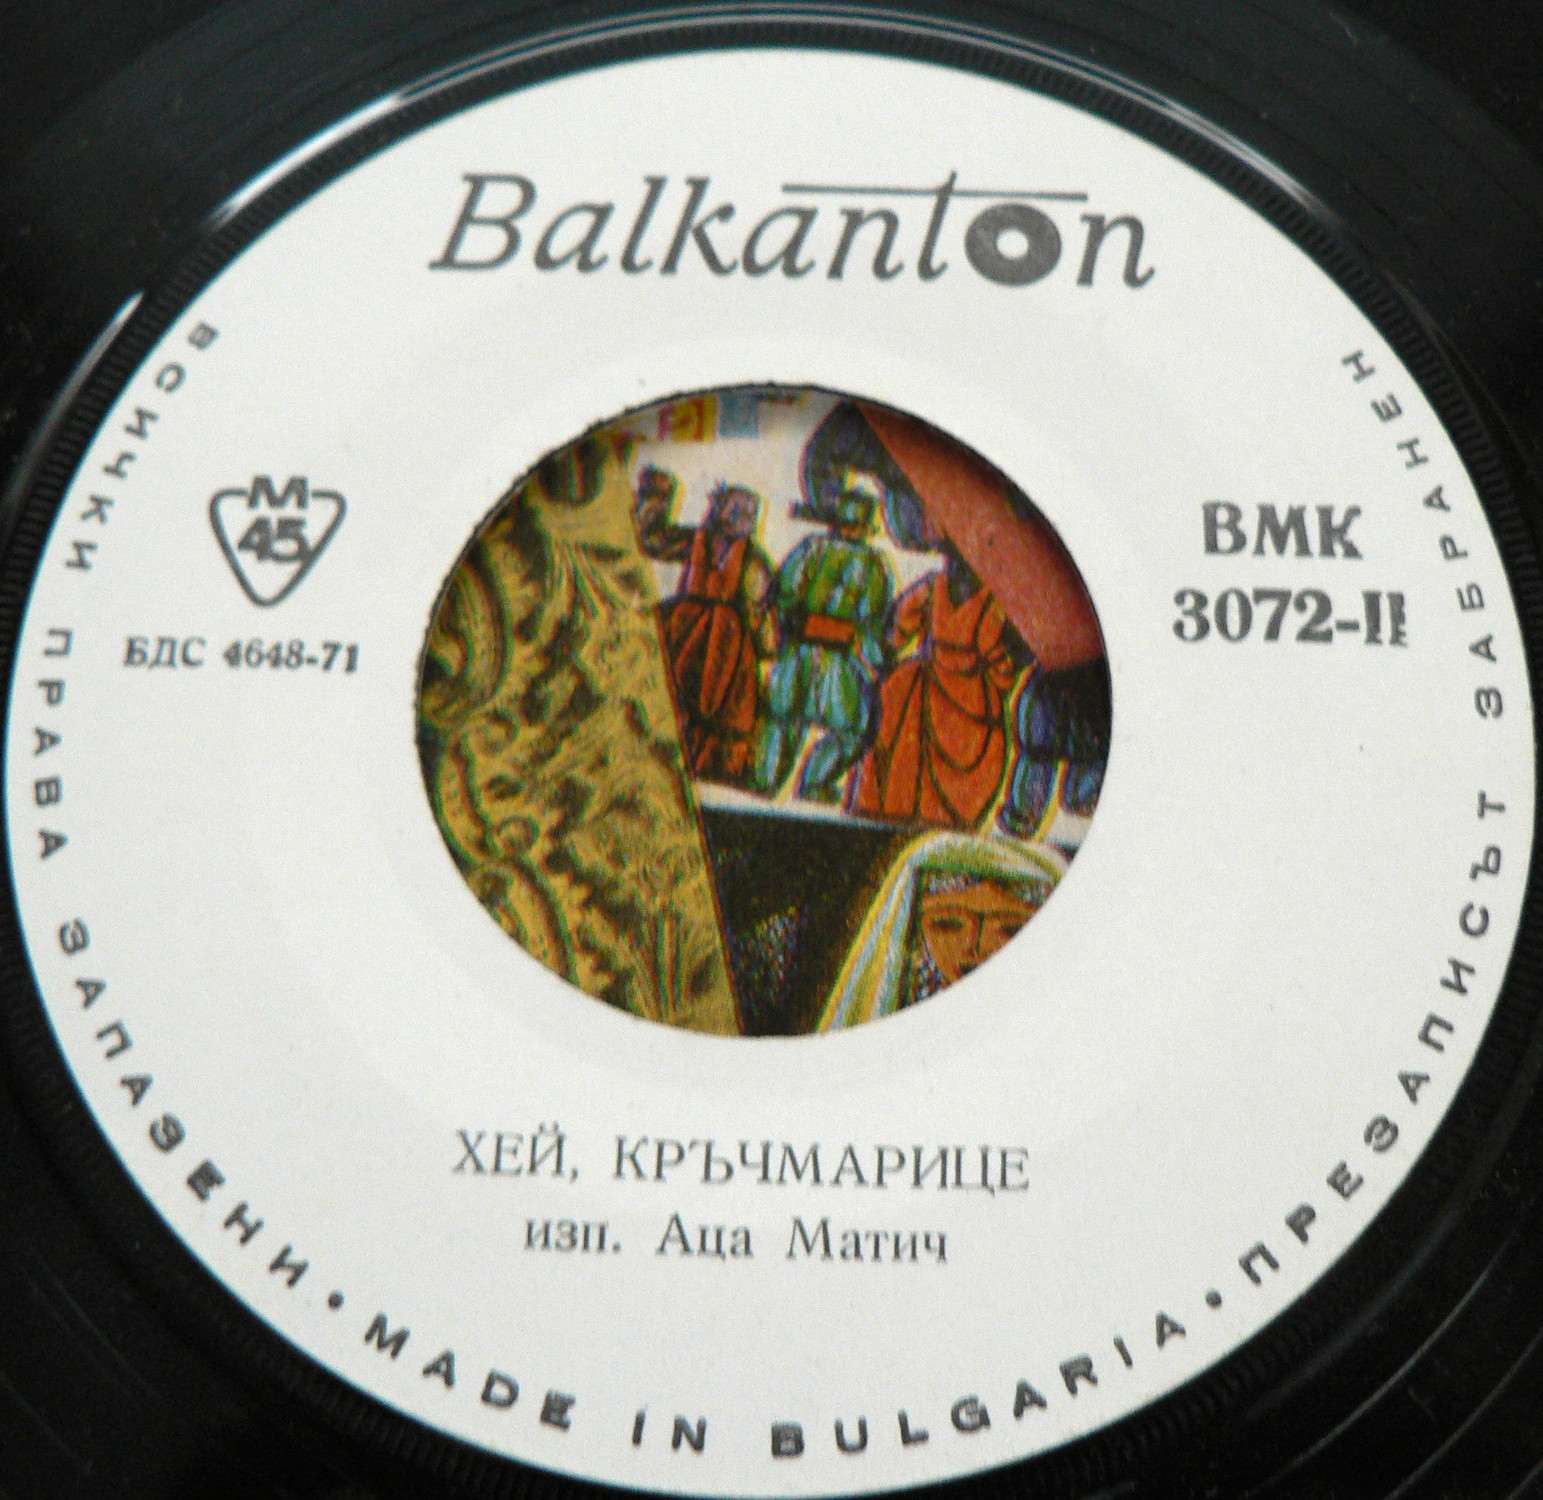 Balkanton
М
45
БДС 4648-71
ВМК
3072-II
ХЕЙ, КРЪЧМАРИЦЕ
изп. Аца Матич
ВСИЧКИ ПРАВА ЗАПАЗЕНИ • MADE IN BULGARIA • ПРЕЗАПИСЪТ ЗАБРАНЕН